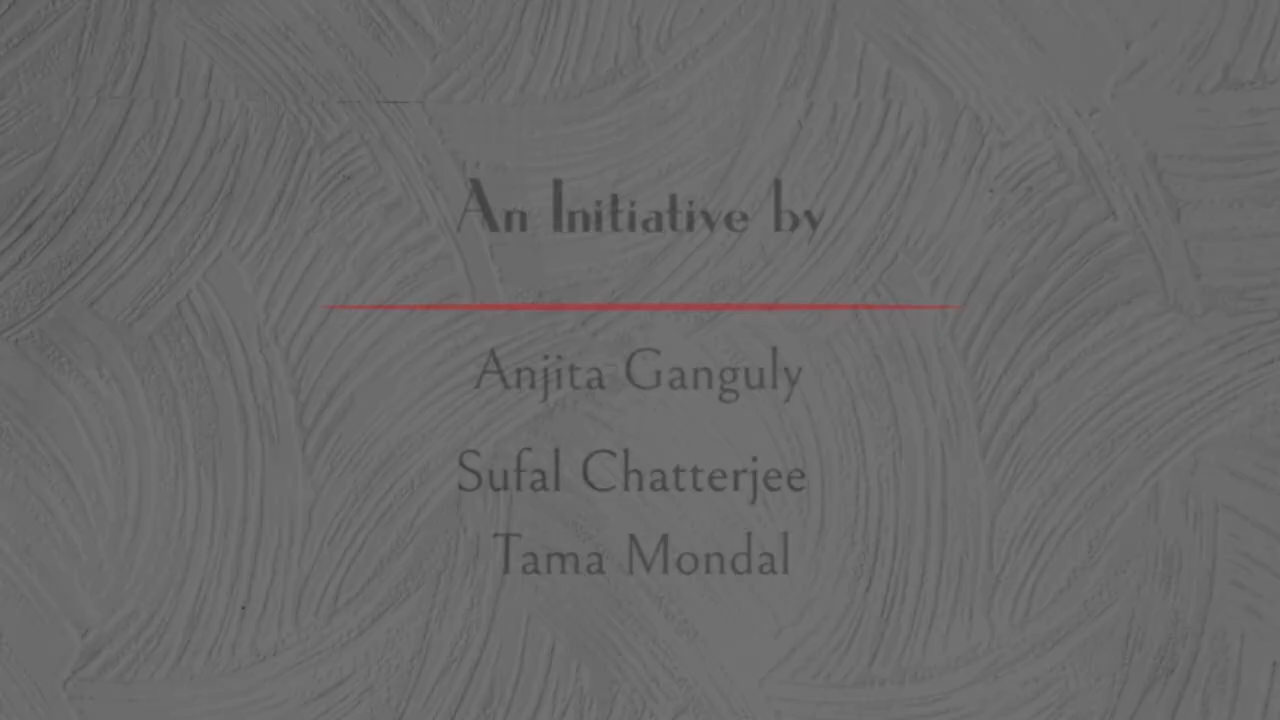 An Initiative by
Anjita Ganguly
Sufal Chatterjee
Tama Mondal